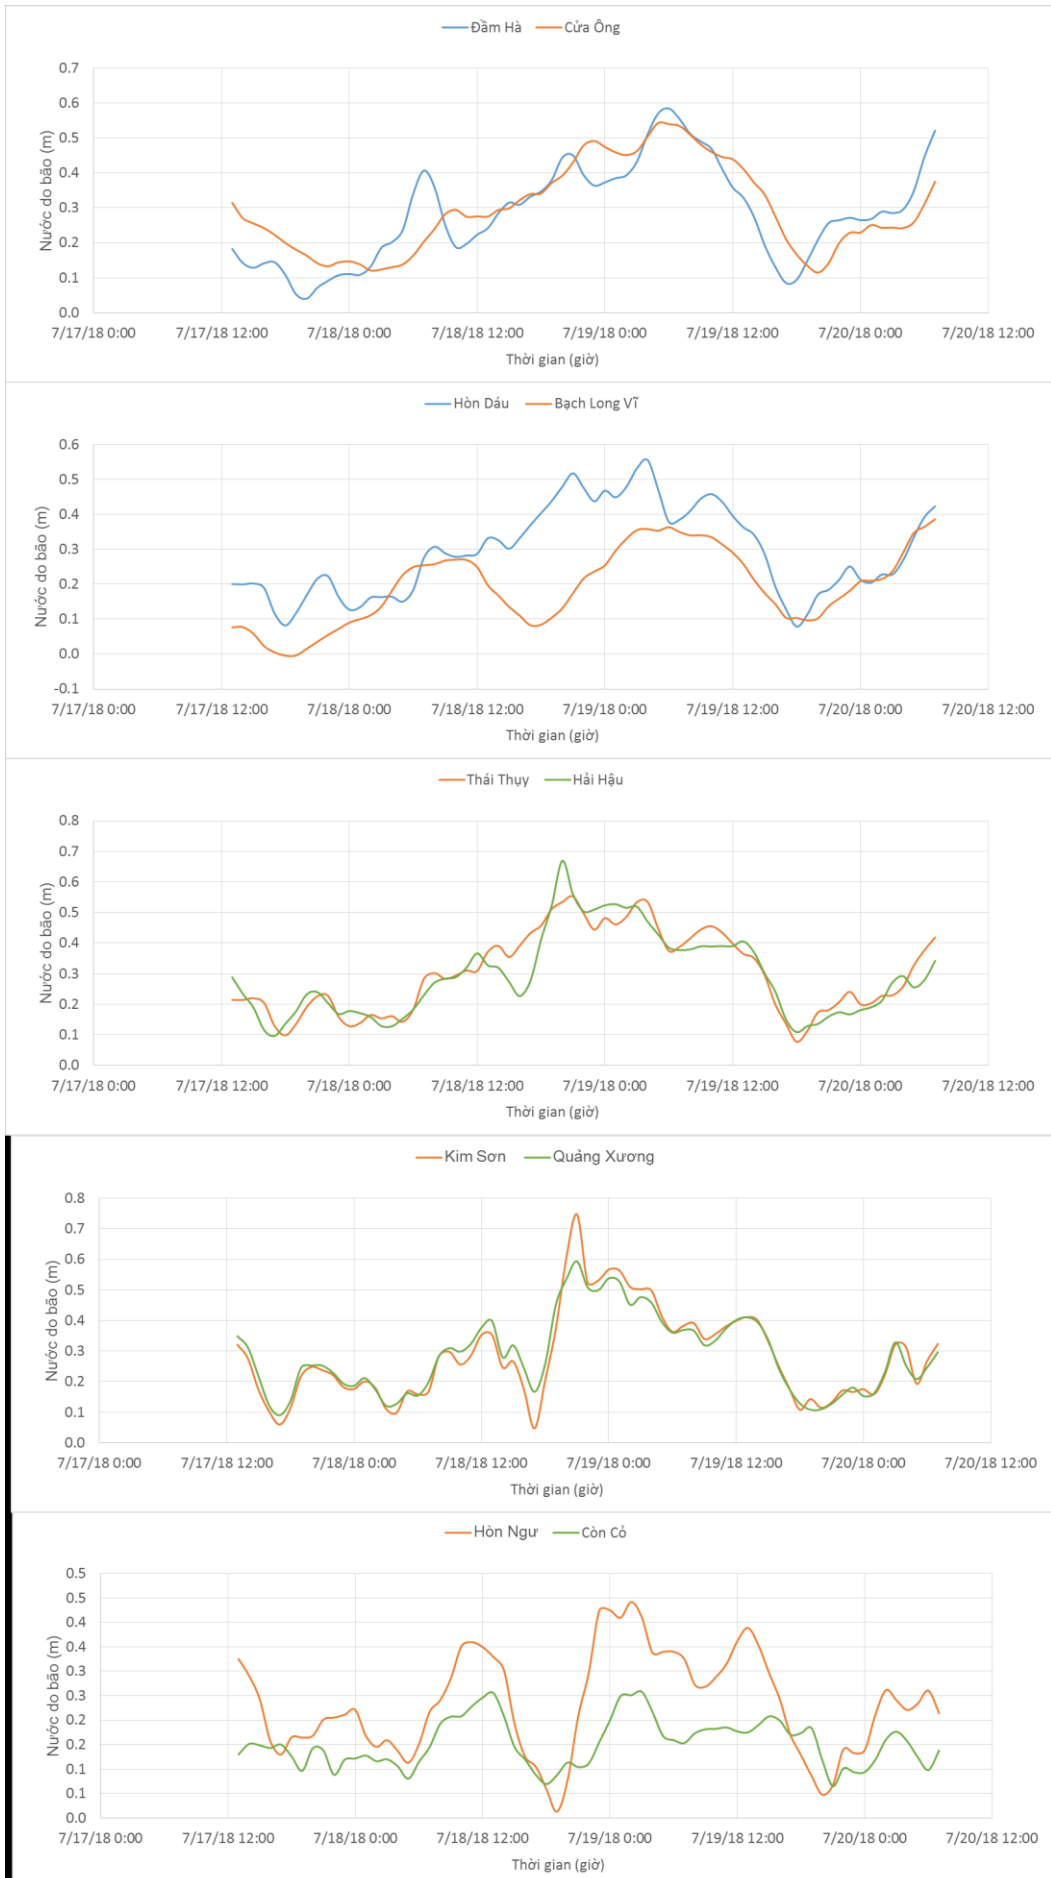 Đầm Hà Cửa Ông
0.7
0.6
0.5
0.4
0.3
0.2
0.1
0.0
Nước do bão (m)
7/17/18 0:00 7/17/18 12:00 7/18/18 0:00 7/18/18 12:00 7/19/18 0:00 7/19/18 12:00 7/20/18 0:00 7/20/18 12:00
Thời gian (giờ)
Hòn Dáu Bạch Long Vĩ
0.6
0.5
0.4
0.3
0.2
0.1
0.0
-0.1
Nước do bão (m)
7/17/18 0:00 7/17/18 12:00 7/18/18 0:00 7/18/18 12:00 7/19/18 0:00 7/19/18 12:00 7/20/18 0:00 7/20/18 12:00
Thời gian (giờ)
Thái Thụy Hải Hậu
0.8
0.7
0.6
0.5
0.4
0.3
0.2
0.1
0.0
Nước do bão (m)
7/17/18 0:00 7/17/18 12:00 7/18/18 0:00 7/18/18 12:00 7/19/18 0:00 7/19/18 12:00 7/20/18 0:00 7/20/18 12:00
Thời gian (giờ)
Kim Sơn Quảng Xương
0.8
0.7
0.6
0.5
0.4
0.3
0.2
0.1
0.0
Nước do bão (m)
7/17/18 0:00 7/17/18 12:00 7/18/18 0:00 7/18/18 12:00 7/19/18 0:00 7/19/18 12:00 7/20/18 0:00 7/20/18 12:00
Thời gian (giờ)
Hòn Ngư Còn Cỏ
0.5
0.5
0.4
0.4
0.3
0.3
0.2
0.2
0.1
0.1
0.0
Nước do bão (m)
7/17/18 0:00 7/17/18 12:00 7/18/18 0:00 7/18/18 12:00 7/19/18 0:00 7/19/18 12:00 7/20/18 0:00 7/20/18 12:00
Thời gian (giờ)